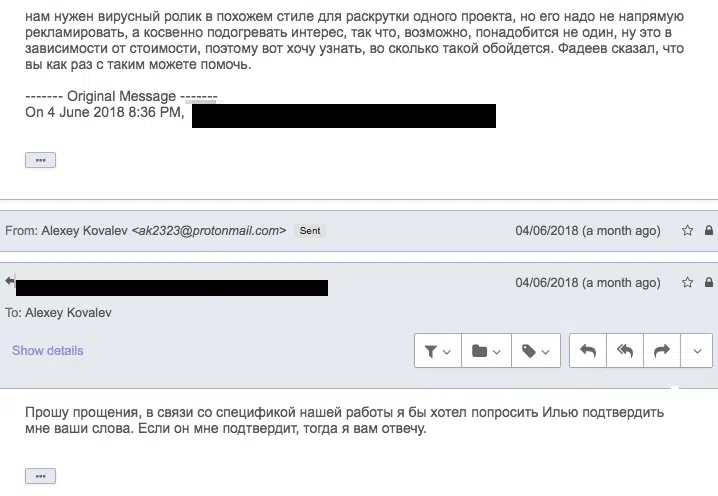 нам нужен вирусный ролик в похожем стиле для раскрутки одного проекта, но его надо не напрямую
рекламировать, а косвенно подогревать интерес, так что, возможно, понадобится не один, ну это в
зависимости от стоимости, поэтому вот хочу узнать, во сколько такой обойдется. Фадеев сказал, что
вы как раз с таким можете помочь.
------- Original Message -------
On 4 June 2018 8:36 PM,
From: Alexey Kovalev <ak2323@protonmail.com> Sent 04/06/2018 (a month ago)
04/06/2018 (a month ago)
To: Alexey Kovalev
Show details
Прошу прощения, в связи со спецификой нашей работы я бы хотел попросить Илью подтвердить
мне ваши слова. Если он мне подтвердит, тогда я вам отвечу.